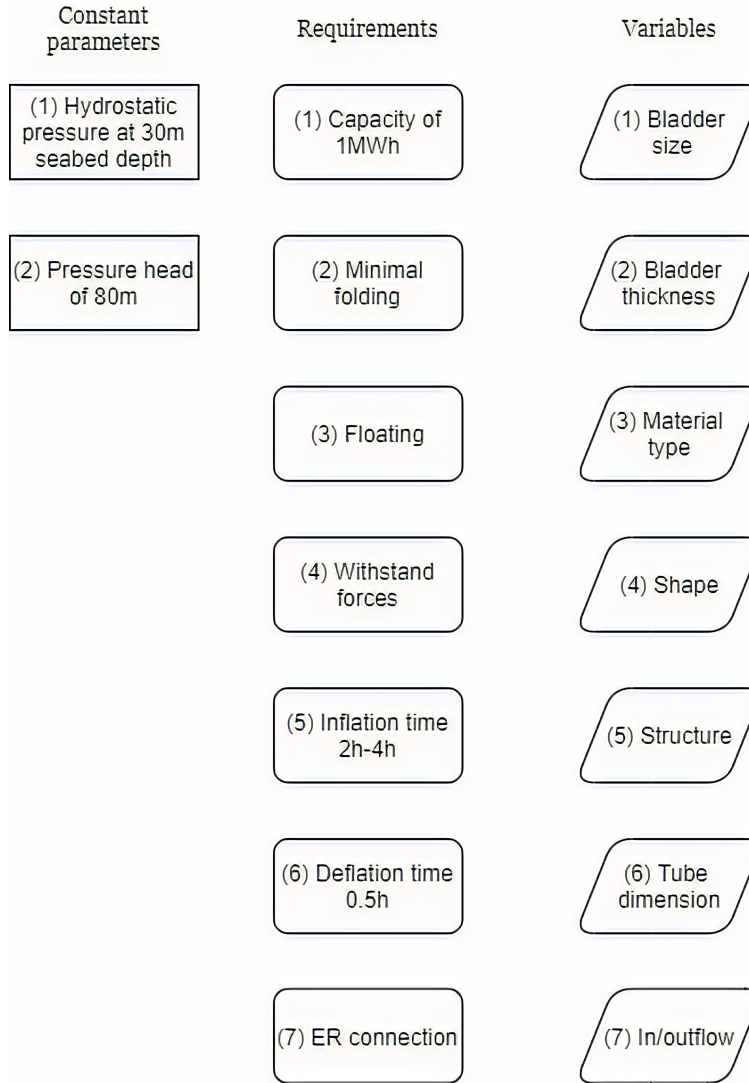 Constant
parameters
Requirements
Variables
(1) Hydrostatic
pressure at 30m
seabed depth
(1) Capacity of
1MWh
(1) Bladder
size
(2) Pressure head
of 80m
(2) Minimal
folding
(2) Bladder
thickness
(3) Floating
(3) Material
type
(4) Withstand
forces
(4) Shape
(5) Inflation time
2h-4h
(5) Structure
(6) Deflation time
0.5h
(6) Tube
dimension
(7) ER connection
(7) In/outflow